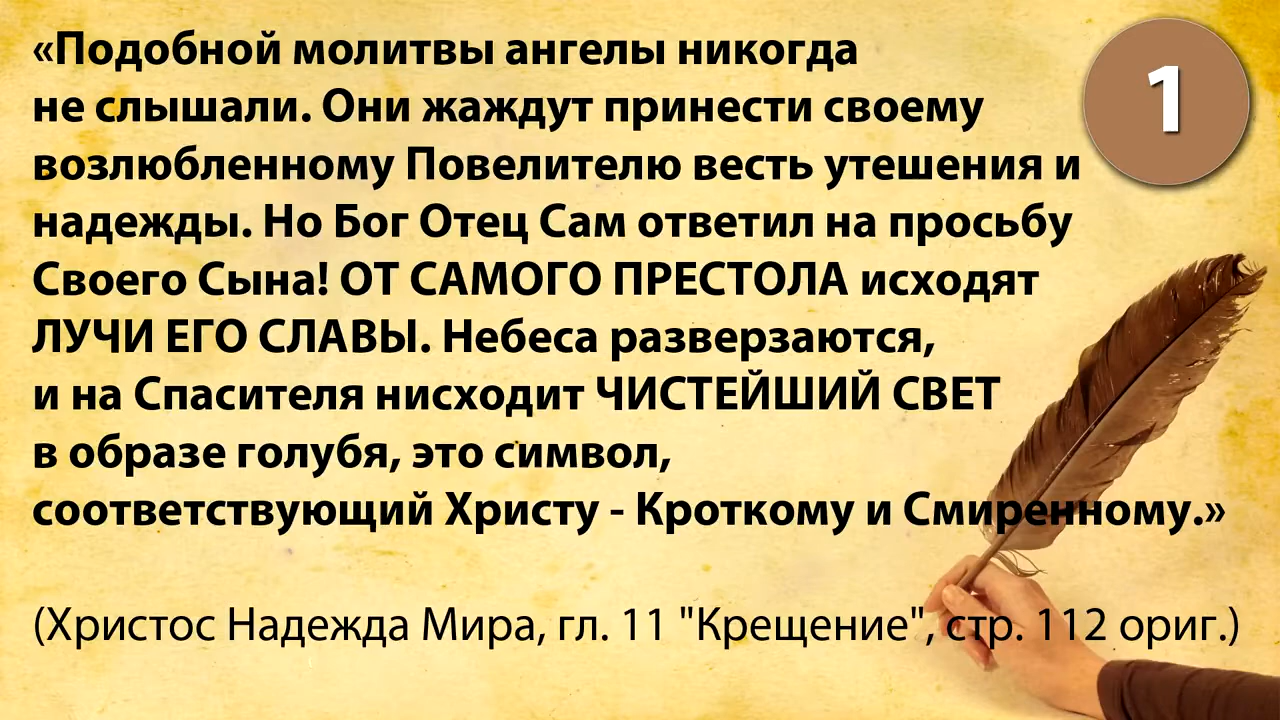 «Подобной молитвы ангелы никогда
не слышали. Они жаждут принести своему
возлюбленному Повелителю весть утешения и
надежды. Но Бог Отец Сам ответил на просьбу
Своего Сына! ОТ САМОГО ПРЕСТОЛА исходят
ЛУЧИ ЕГО СЛАВЫ. Небеса разверзаются,
и на Спасителя нисходит ЧИСТЕЙШИЙ СВЕТ
в образе голубя, это символ,
соответствующий Христу - Кроткому и Смиренному.»
(Христос Надежда Мира, гл. 11 "Крещение", стр. 112 ориг.)
1